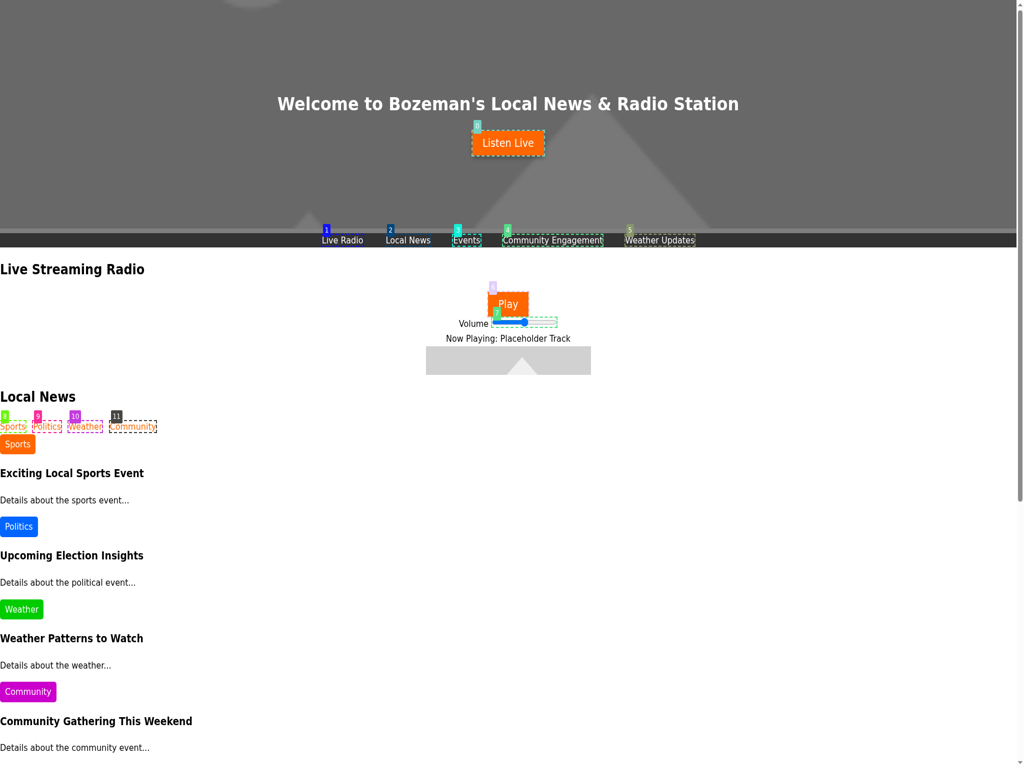 Welcome to Bozeman's Local News & Radio Station
0
Listen Live
1 2 3 4 5
Live Radio Local News Events Community Engagement Weather Updates
Live Streaming Radio
6
Play
7
Volume
Now Playing: Placeholder Track
Local News
8 9 10 11
Sports Politics Weather Community
Sports
Exciting Local Sports Event
Details about the sports event...
Politics
Upcoming Election Insights
Details about the political event...
Weather
Weather Patterns to Watch
Details about the weather...
Community
Community Gathering This Weekend
Details about the community event...